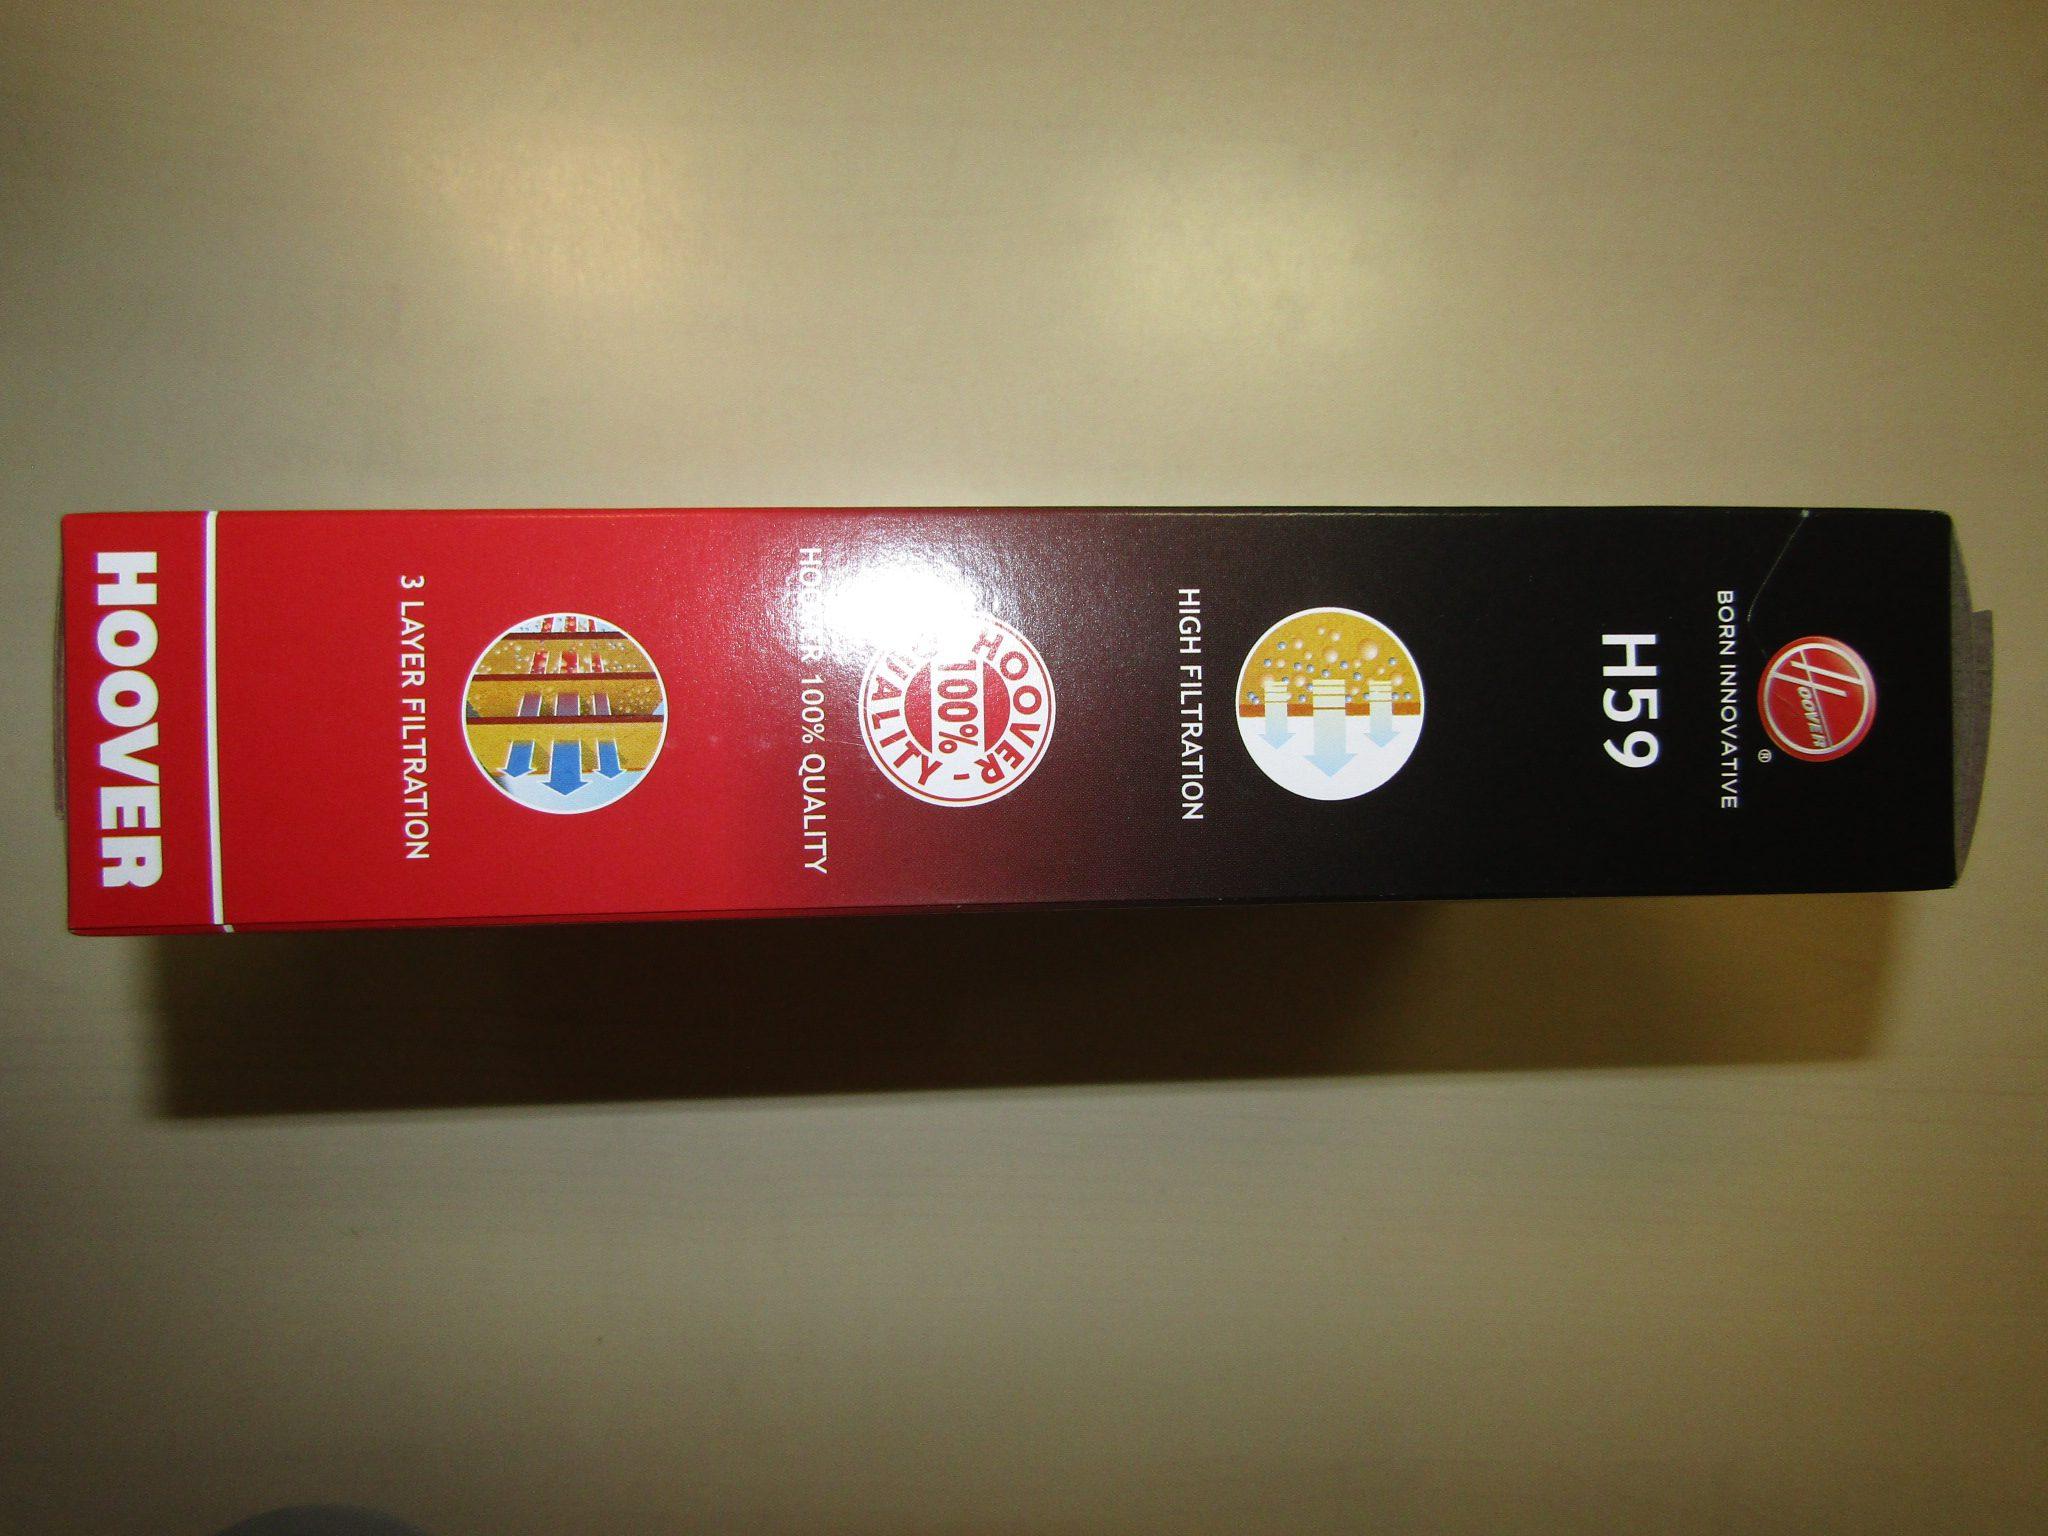 HOOVER
®
BORN INNOVATIVE
H59
HIGH FILTRATION
HOOVER - 100% QUALITY
HOOVER 100% QUALITY
3 LAYER FILTRATION
HOOVER